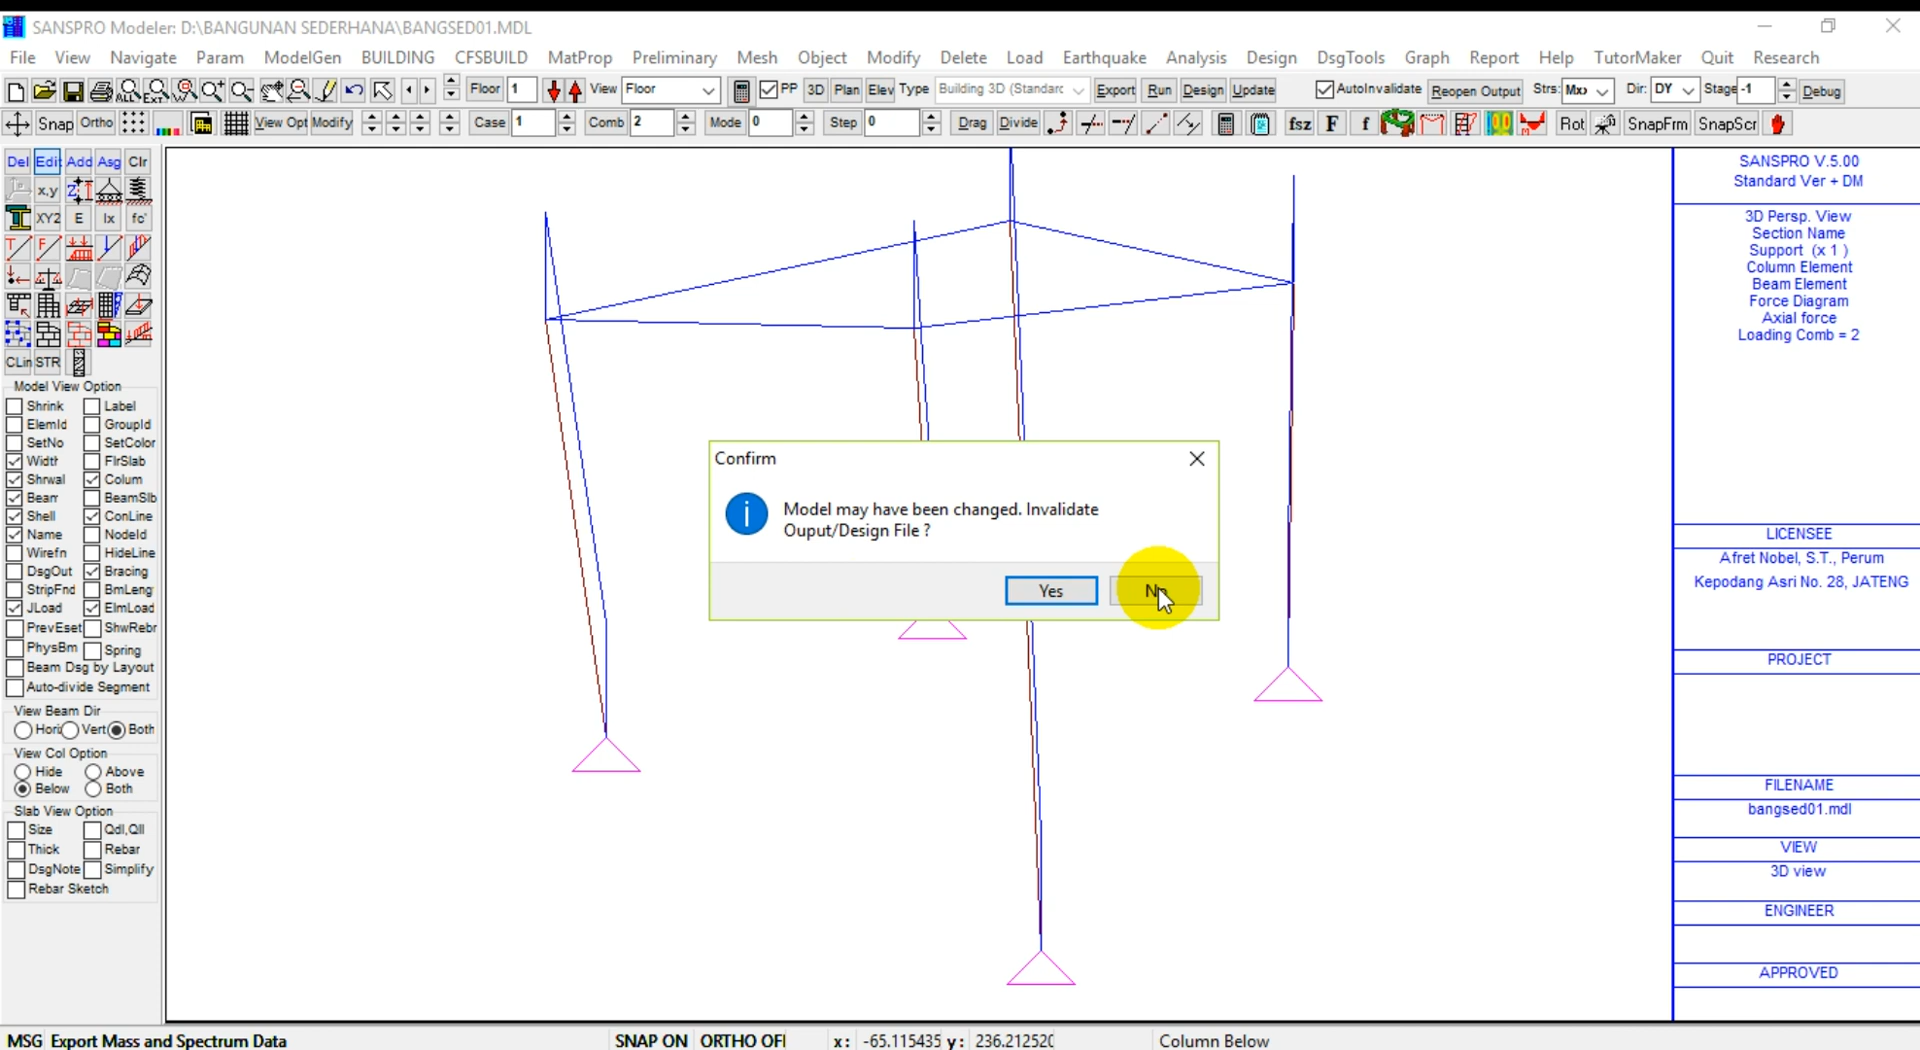 SANSPRO Modeler: D:\BANGUNAN SEDERHANA\BANGSED01.MDL
File View Navigate Param ModelGen BUILDING CFSBUILD MatProp Preliminary Mesh Object Modify Delete Load Earthquake Analysis Design DsgTools Graph Report Help TutorMaker Quit Research
ALL EXT Floor 1 View Floor PP 3D Plan Elev Type Building 3D (Standarc Export Run Design Update AutoInvalidate Reopen Output Strs: Mxx Dir: DY Stage -1 Debug
Snap Ortho View Opt Modify Case 1 Comb 2 Mode 0 Step 0 Drag Divide fsz F f Rot SnapFrm SnapScr
Del Edit Add Asg Clr
x,y Z
XY2 E Ix fc'
T F
CLin STR
Model View Option
Shrink Label
ElemId GroupId
SetNo SetColor
Width FlrSlab
Shrwal Colum
Bearr BeamSlb
Shell ConLine
Name NodeId
Wirefn HideLine
DsgOut Bracing
StripFnd BmLeng
JLoad ElmLoad
PrevEset ShwRebr
PhysBm Spring
Beam Dsg by Layout
Auto-divide Segment
View Beam Dir
Hori Vert Both
View Col Option
Hide Above
Below Both
Slab View Option
Size Qdl,Qll
Thick Rebar
DsgNote Simplify
Rebar Sketch
Confirm
Model may have been changed. Invalidate
Ouput/Design File ?
Yes No
SANSPRO V.5.00
Standard Ver + DM
3D Persp. View
Section Name
Support (x 1 )
Column Element
Beam Element
Force Diagram
Axial force
Loading Comb = 2
LICENSEE
Afret Nobel, S.T., Perum
Kepodang Asri No. 28, JATENG
PROJECT
FILENAME
bangsed01.mdl
VIEW
3D view
ENGINEER
APPROVED
MSG Export Mass and Spectrum Data SNAP ON ORTHO OFF x: -65.115435 y: 236.212520 Column Below